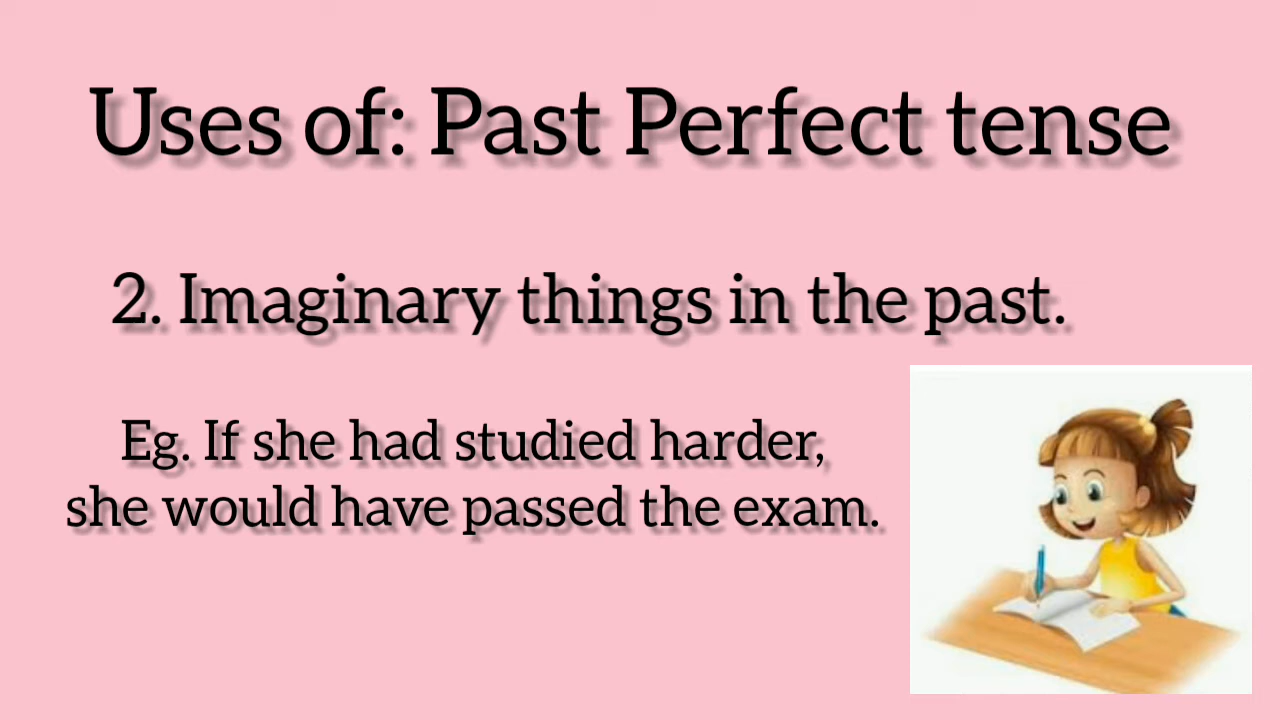 Uses of: Past Perfect tense
2. Imaginary things in the past.
Eg. If she had studied harder,
she would have passed the exam.